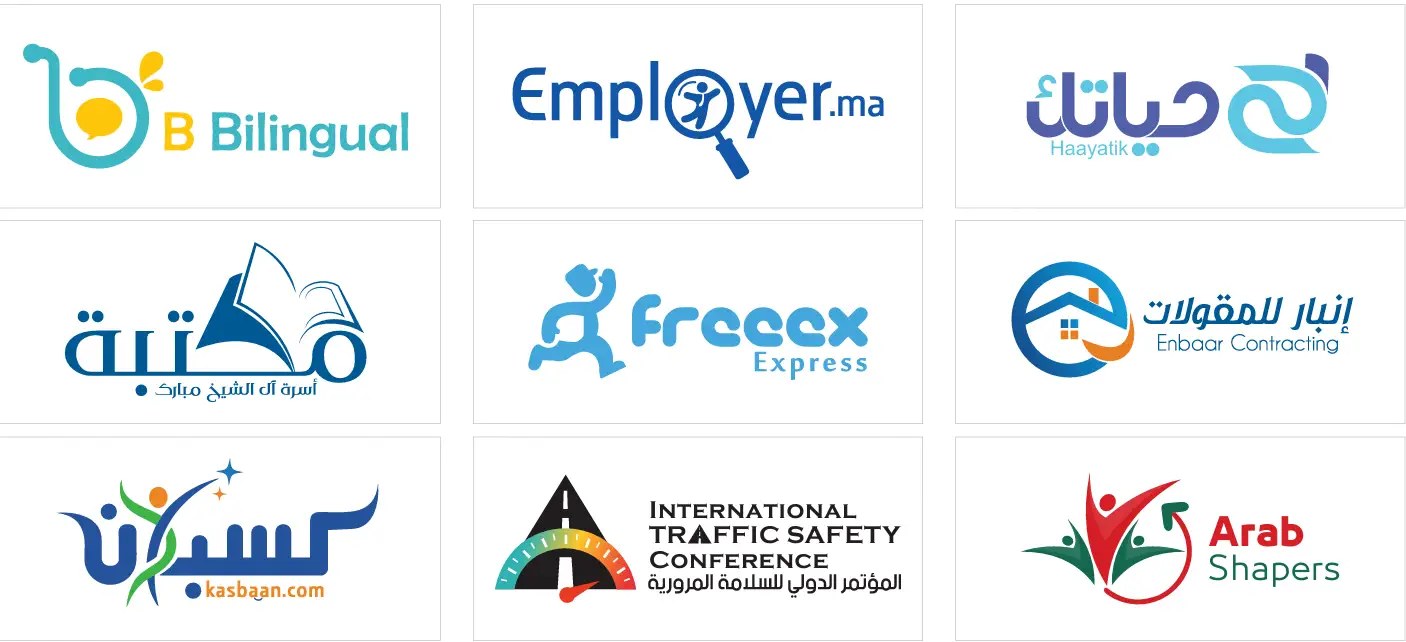 B Bilingual
Employer.ma
حياتك
Haayatik
مكتبة
أسرة آل الشيخ مبارك
Freeex
Express
إنبار للمقولات
Enbaar Contracting
كسبان
kasbaan.com
INTERNATIONAL
TRAFFIC SAFETY
CONFERENCE
المؤتمر الدولي للسلامة المرورية
Arab
Shapers